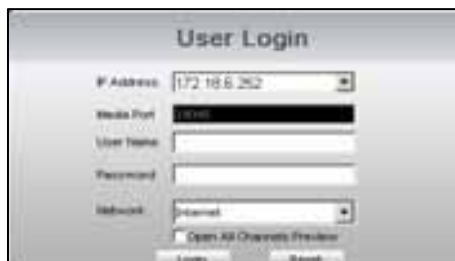 User Login
IP Address 172.18.6.252
Media Port
User Name
Password
Network Internet
Open All Channels Preview
Login Reset